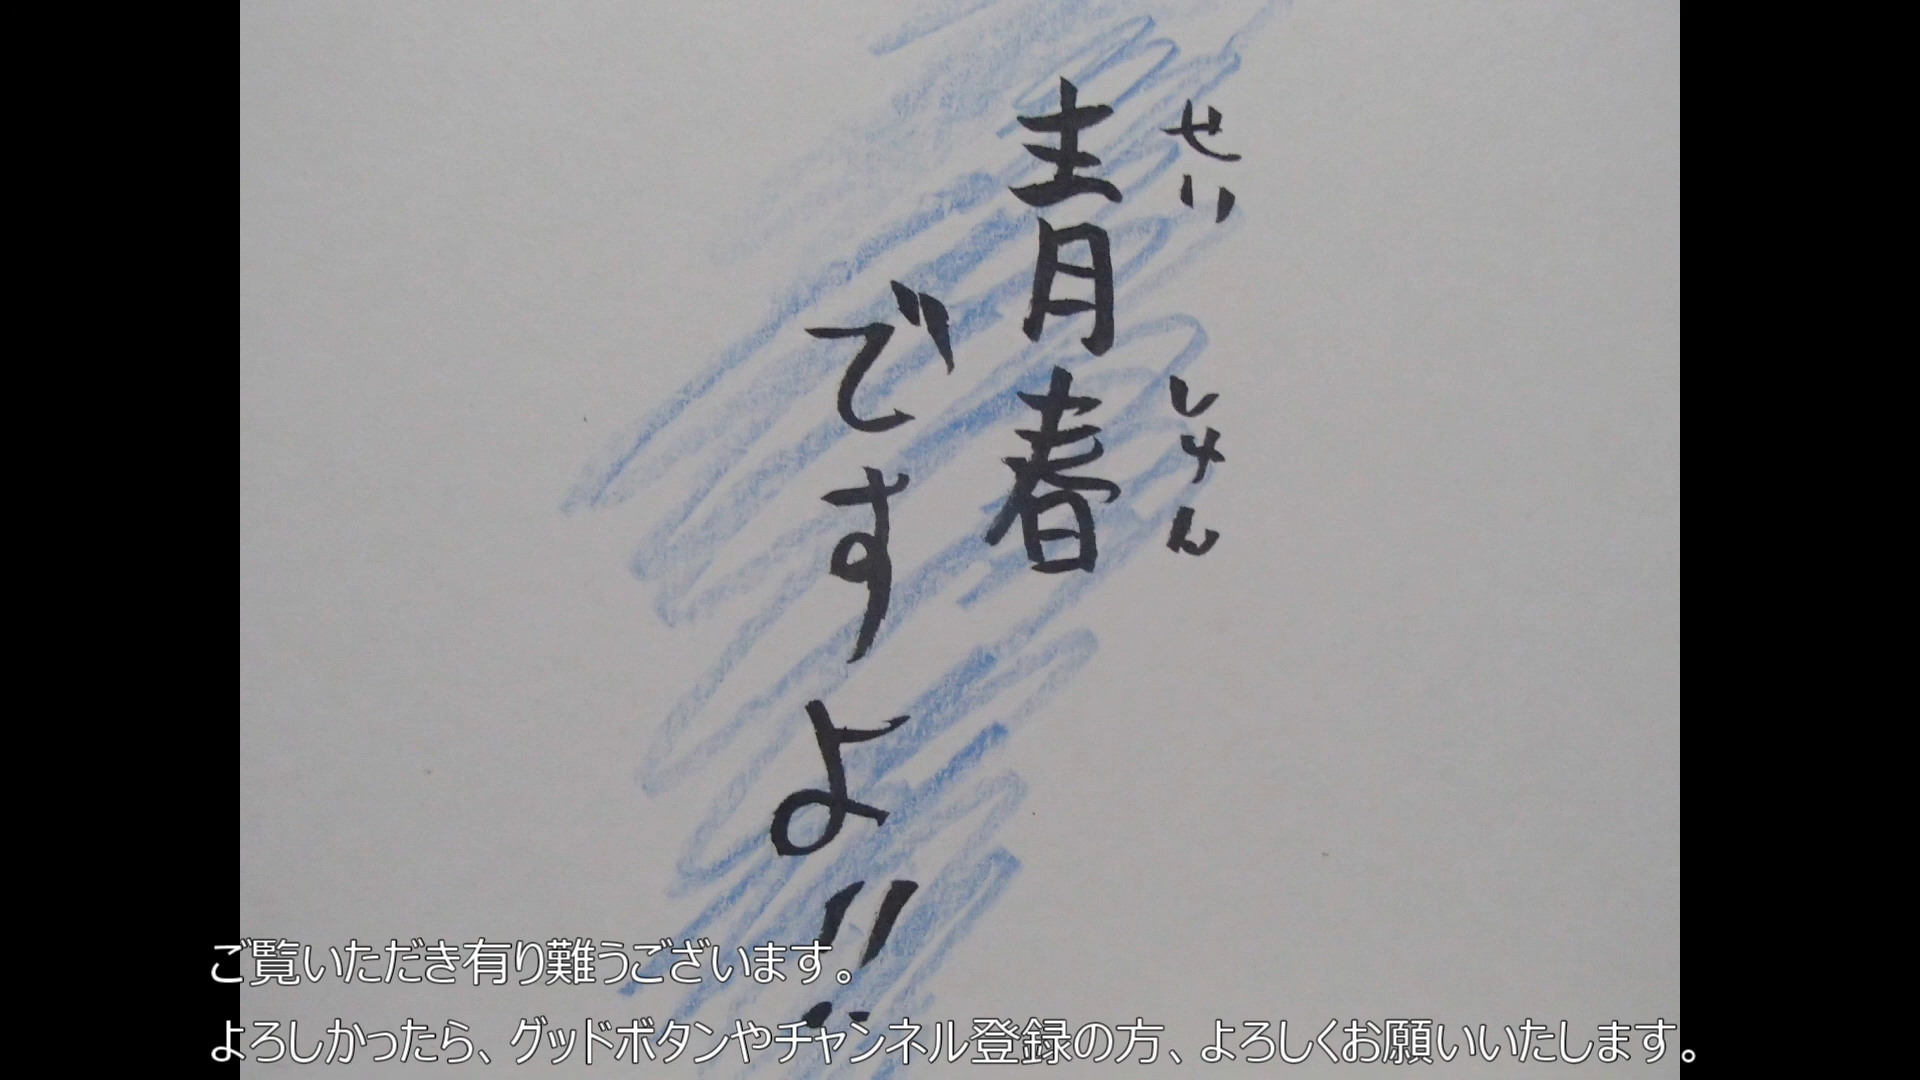 青春
せいしゅん
ですよ!!
ご覧いただき有り難うございます。
よろしかったら、グッドボタンやチャンネル登録の方、よろしくお願いいたします。